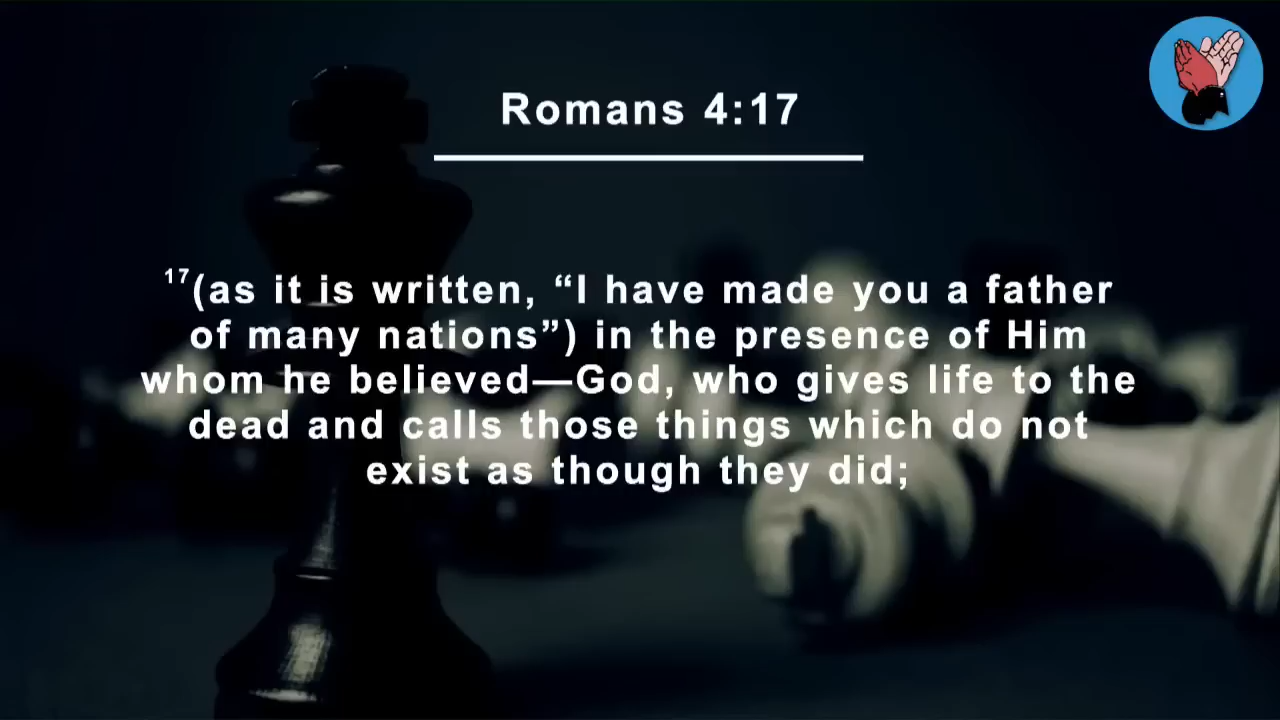 Romans 4:17
17(as it is written, “I have made you a father
of many nations”) in the presence of Him
whom he believed—God, who gives life to the
dead and calls those things which do not
exist as though they did;